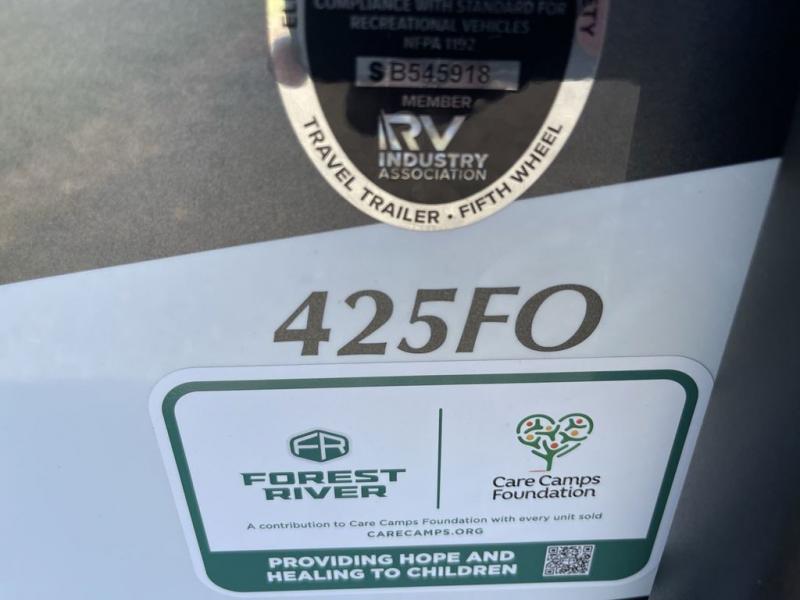 COMPLIANCE WITH STANDARD FOR
RECREATIONAL VEHICLES
NFPA 1192
SB545918
MEMBER
RV
INDUSTRY
ASSOCIATION
TRAVEL TRAILER • FIFTH WHEEL
425FO
FR
FOREST
RIVER
Care Camps
Foundation
A contribution to Care Camps Foundation with every unit sold
CARECAMPS.ORG
PROVIDING HOPE AND
HEALING TO CHILDREN